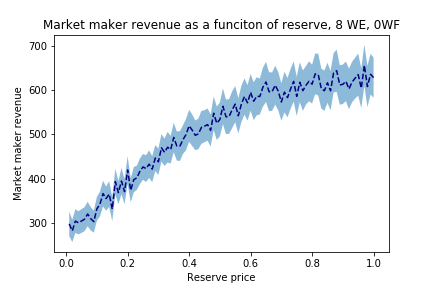 Market maker revenue as a funciton of reserve, 8 WE, 0WF
Market maker revenue
700
600
500
400
300
0.0 0.2 0.4 0.6 0.8 1.0
Reserve price